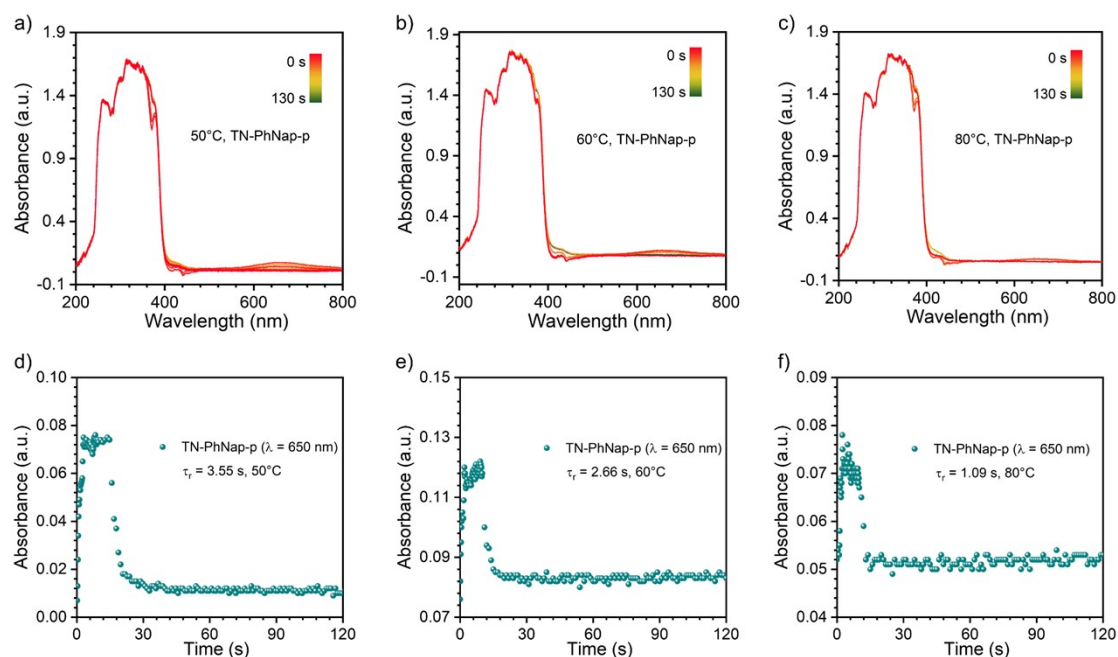 a)
1.9
1.4
0.9
0.4
-0.1
Absorbance (a.u.)
0 s
130 s
50°C, TN-PhNap-p
200 400 600 800
Wavelength (nm)
b)
1.9
1.4
1.9
0.4
-0.1
Absorbance (a.u.)
0 s
130 s
60°C, TN-PhNap-p
200 400 600 800
Wavelength (nm)
c)
1.9
1.4
1.9
0.4
-0.1
Absorbance (a.u.)
0 s
130 s
80°C, TN-PhNap-p
200 400 600 800
Wavelength (nm)
d)
0.10
0.08
0.06
0.04
0.02
0.00
Absorbance (a.u.)
TN-PhNap-p (λ = 650 nm)
τr = 3.55 s, 50°C
0 30 60 90 120
Time (s)
e)
0.15
0.13
0.11
0.09
0.07
Absorbance (a.u.)
TN-PhNap-p (λ = 650 nm)
τr = 2.66 s, 60°C
0 30 60 90 120
Time (s)
f)
0.09
0.08
0.07
0.06
0.05
0.04
Absorbance (a.u.)
TN-PhNap-p (λ = 650 nm)
τr = 1.09 s, 80°C
0 30 60 90 120
Time (s)